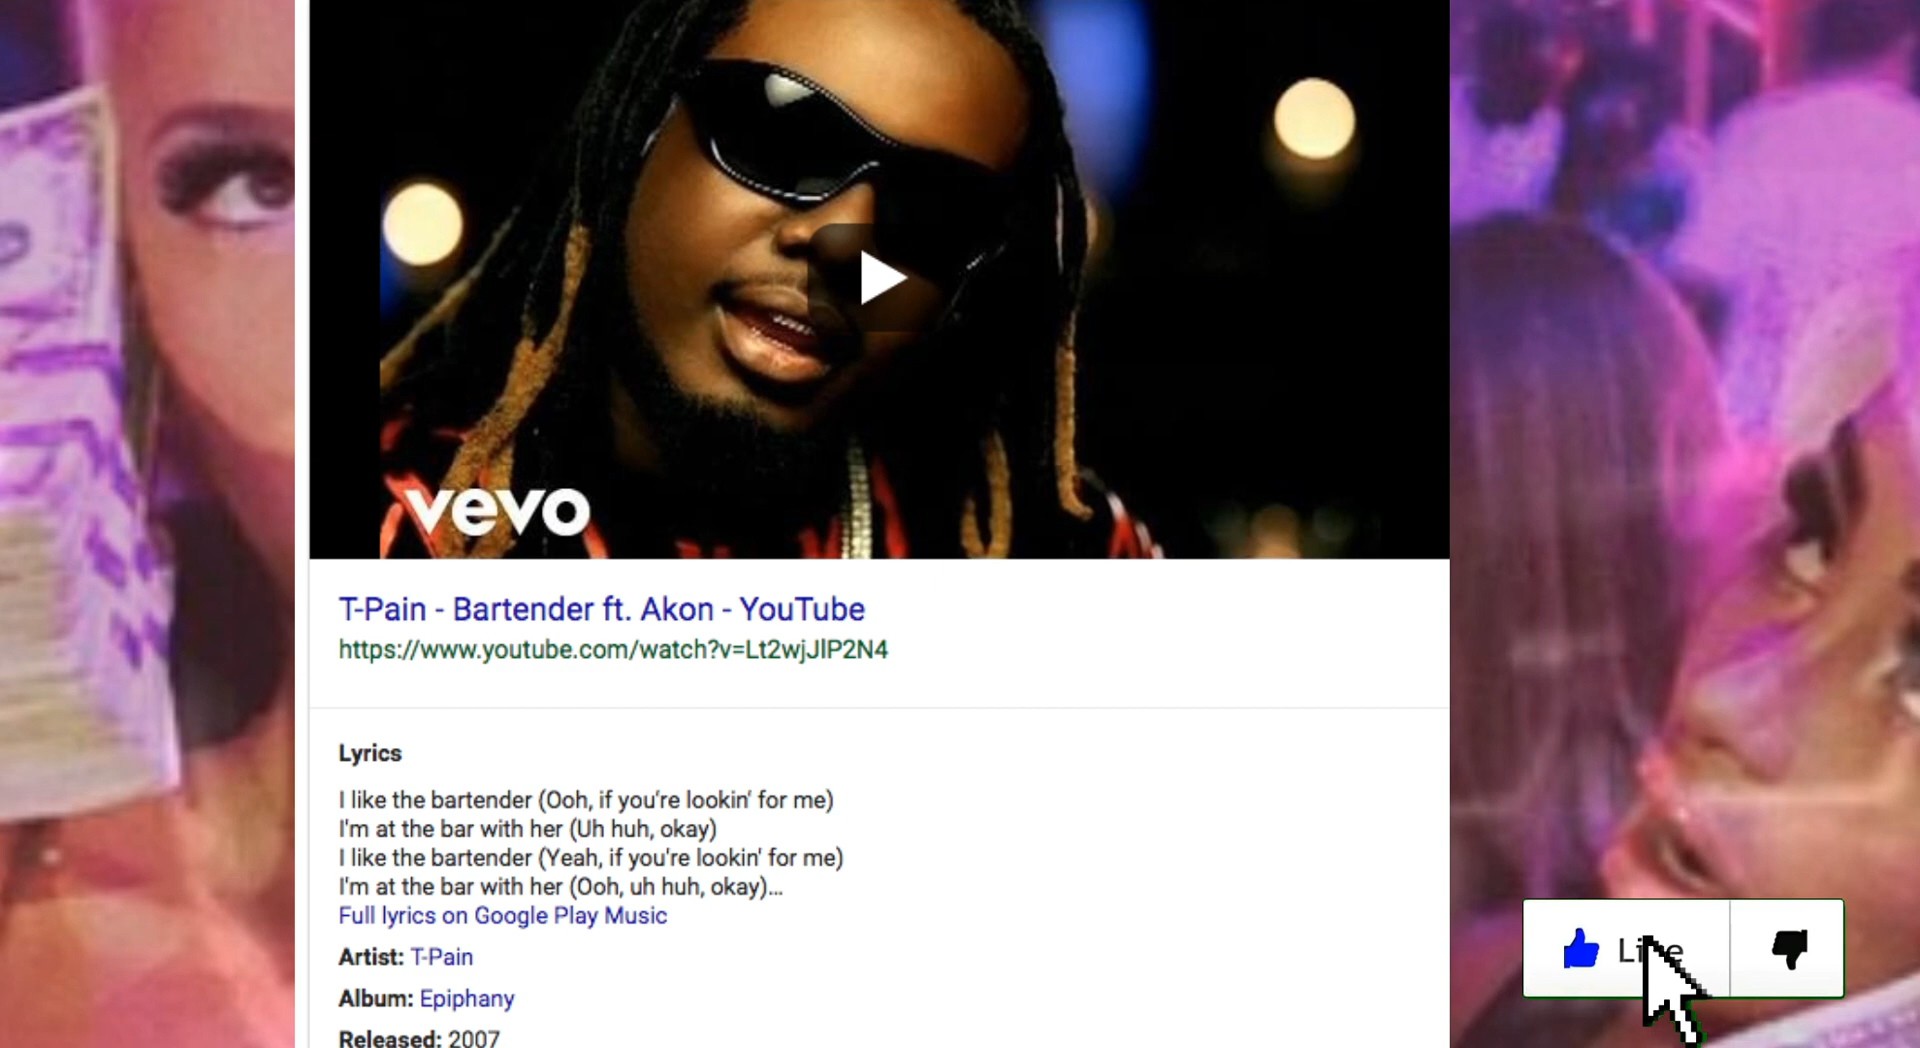 vevo
T-Pain - Bartender ft. Akon - YouTube
https://www.youtube.com/watch?v=Lt2wjJlP2N4
Lyrics
I like the bartender (Ooh, if you're lookin' for me)
I'm at the bar with her (Uh huh, okay)
I like the bartender (Yeah, if you're lookin' for me)
I'm at the bar with her (Ooh, uh huh, okay)...
Full lyrics on Google Play Music
Artist: T-Pain
Album: Epiphany
Released: 2007
Like